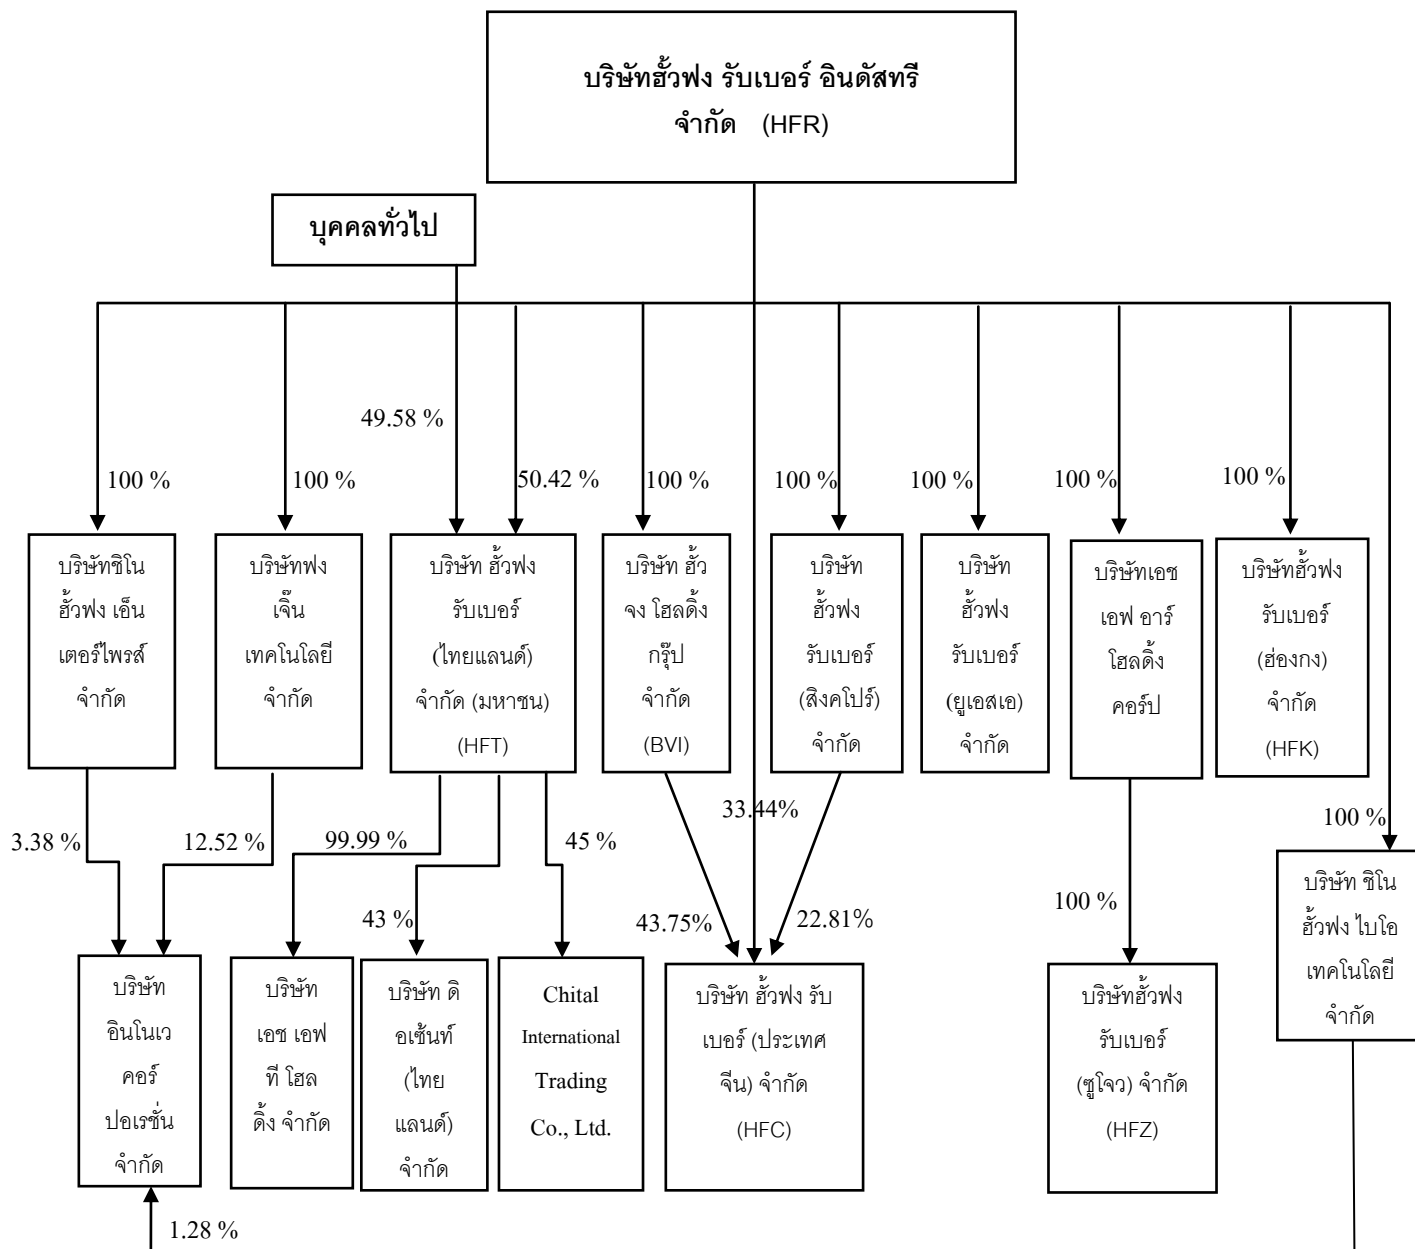 บริษัทฮั้วฟง รับเบอร์ อินดัสทรี
จำกัด (HFR)
บุคคลทั่วไป
49.58 %
100 %
100 %
50.42 %
100 %
100 %
100 %
100 %
100 %
บริษัทชิโน
ฮั้วฟง เอ็น
เตอร์ไพรส์
จำกัด
บริษัทฟง
เจิ๊น
เทคโนโลยี
จำกัด
บริษัท ฮั้วฟง
รับเบอร์
(ไทยแลนด์)
จำกัด (มหาชน)
(HFT)
บริษัท ฮั้ว
จง โฮลดิ้ง
กรุ๊ป
จำกัด
(BVI)
บริษัท
ฮั้วฟง
รับเบอร์
(สิงคโปร์)
จำกัด
บริษัท
ฮั้วฟง
รับเบอร์
(ยูเอสเอ)
จำกัด
บริษัทเอช
เอฟ อาร์
โฮลดิ้ง
คอร์ป
บริษัทฮั้วฟง
รับเบอร์
(ฮ่องกง)
จำกัด
(HFK)
3.38 %
12.52 %
99.99 %
45 %
33.44%
100 %
43 %
43.75%
22.81%
100 %
บริษัท ชิโน
ฮั้วฟง ไบโอ
เทคโนโลยี
จำกัด
บริษัท
อินโนเว
คอร์
ปอเรชั่น
จำกัด
บริษัท
เอช เอฟ
ที โฮล
ดิ้ง จำกัด
บริษัท ดิ
อเซ้นท์
(ไทย
แลนด์)
จำกัด
Chital
International
Trading
Co., Ltd.
บริษัท ฮั้วฟง รับ
เบอร์ (ประเทศ
จีน) จำกัด
(HFC)
บริษัทฮั้วฟง
รับเบอร์
(ซูโจว) จำกัด
(HFZ)
1.28 %